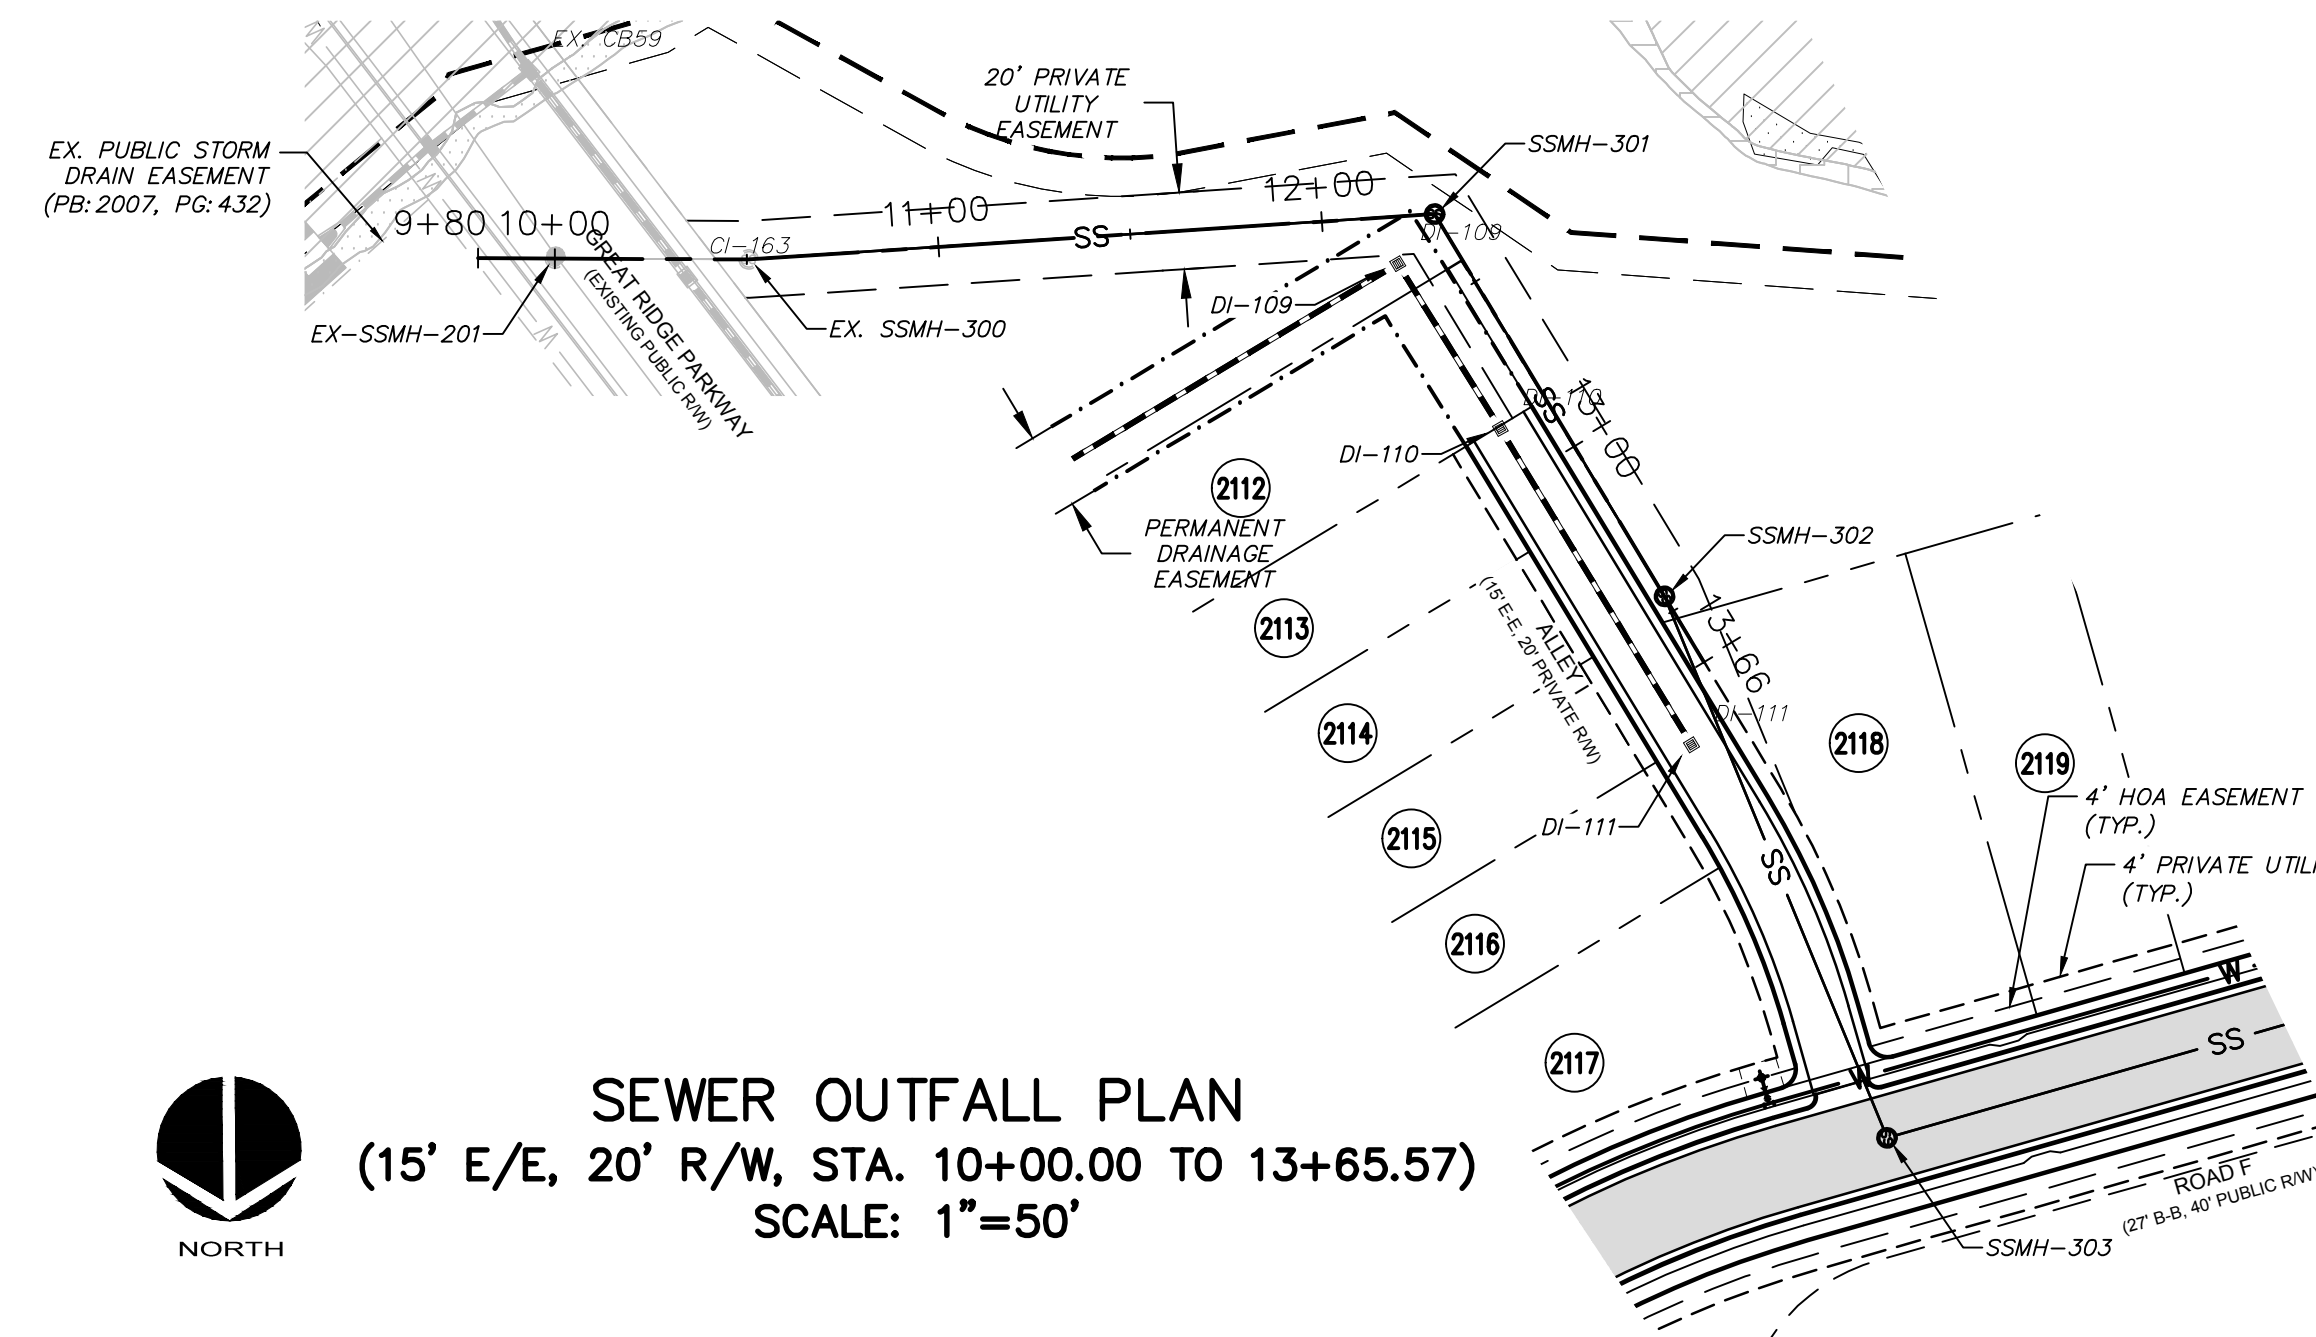 EX. CB59
20' PRIVATE
UTILITY
EASEMENT
EX. PUBLIC STORM
DRAIN EASEMENT
(PB: 2007, PG: 432)
SSMH-301
9+80 10+00
11+00
12+00
SS
CI-163
DI-109
EX-SSMH-201
EX. SSMH-300
DI-109
GREAT RIDGE PARKWAY
(EXISTING PUBLIC R/W)
W
W
W
DI-110
SS
13+00
DI-110
2112
PERMANENT
DRAINAGE
EASEMENT
SSMH-302
2113
ALLEY 1
(15' E-E, 20' PRIVATE R/W)
13+66
DI-111
2114
2118
2119
4' HOA EASEMENT
(TYP.)
2115
DI-111
SS
4' PRIVATE UTILI
(TYP.)
2116
W
SS
2117
W
SEWER OUTFALL PLAN
(15' E/E, 20' R/W, STA. 10+00.00 TO 13+65.57)
SCALE: 1"=50'
NORTH
ROAD F
(27' B-B, 40' PUBLIC R/W)
SSMH-303